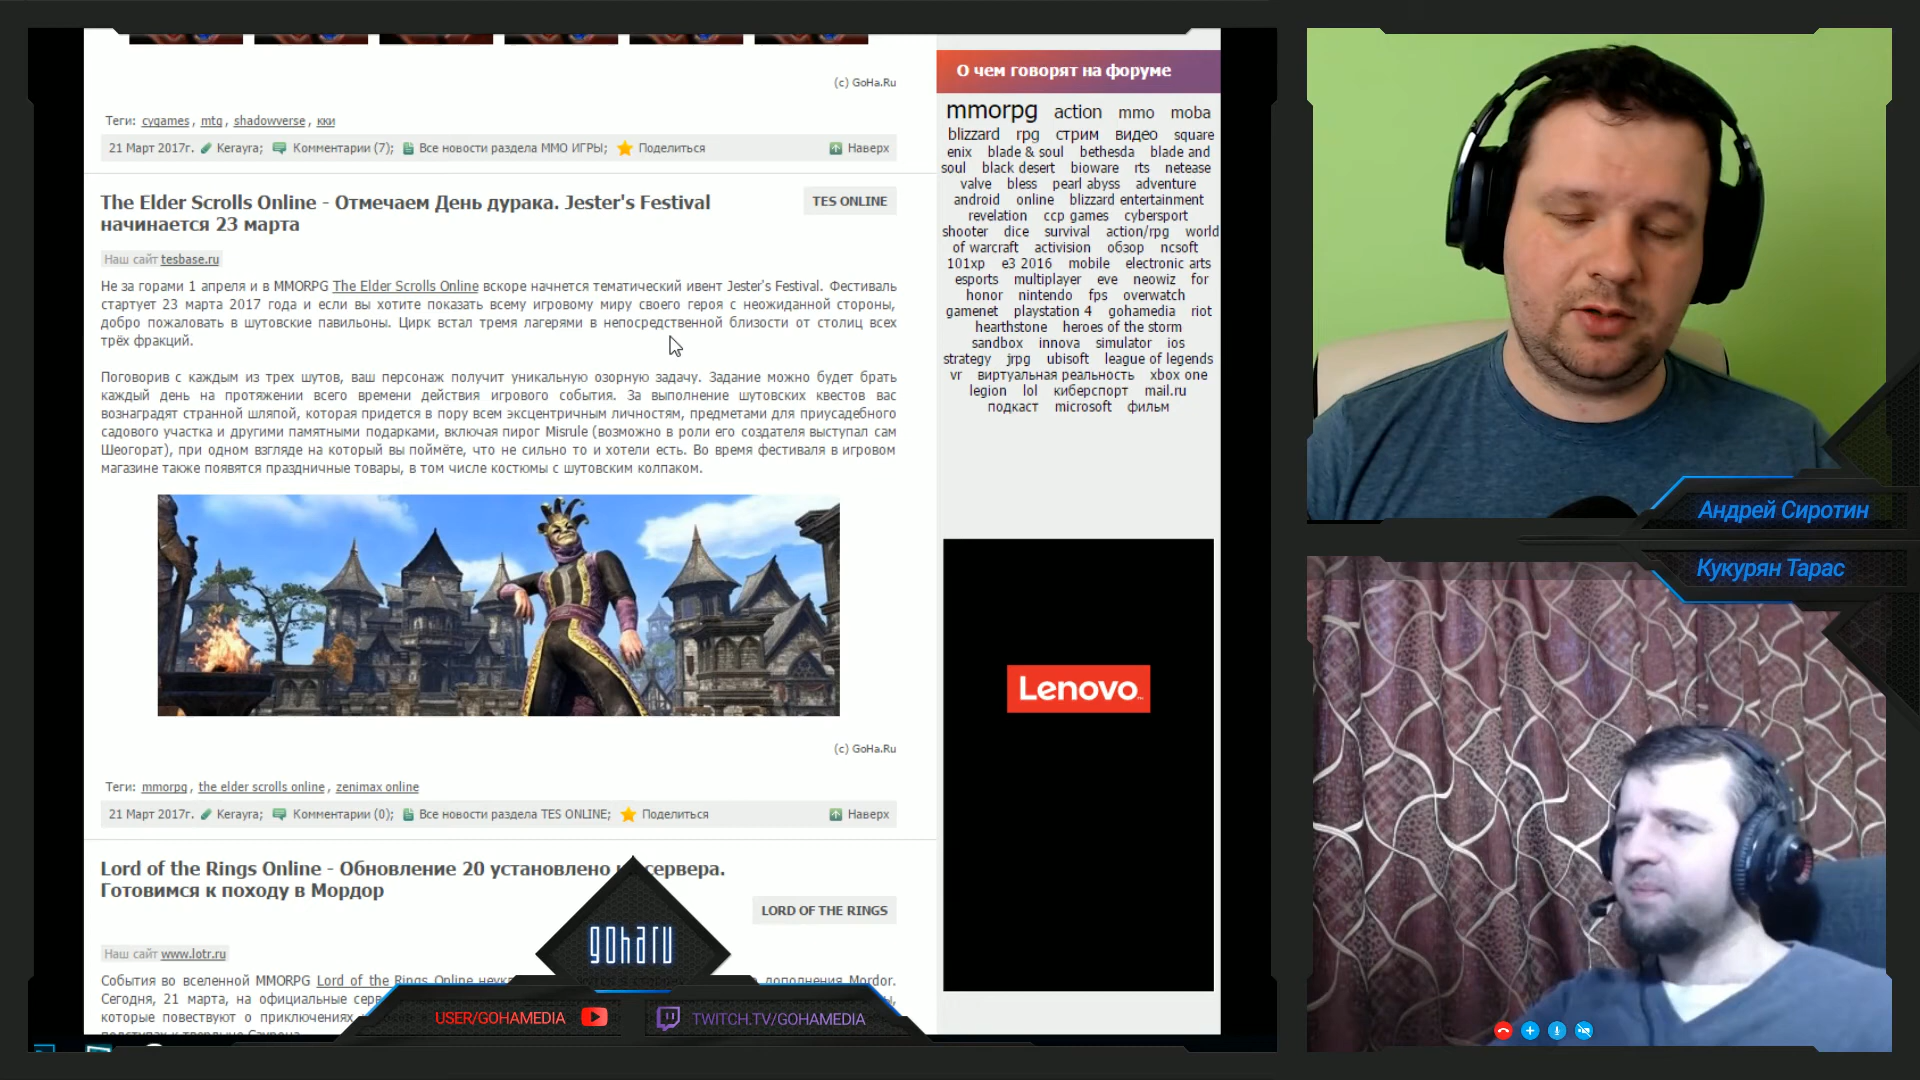 (c) GoHa.Ru
Теги: cygames , mtg , shadowverse , кки
21 Март 2017г. Kerayra; Комментарии (7); Все новости раздела ММО ИГРЫ; Поделиться Наверх
The Elder Scrolls Online - Отмечаем День дурака. Jester's Festival
начинается 23 марта
TES ONLINE
Наш сайт tesbase.ru
Не за горами 1 апреля и в MMORPG The Elder Scrolls Online вскоре начнется тематический ивент Jester's Festival. Фестиваль
стартует 23 марта 2017 года и если вы хотите показать всему игровому миру своего героя с неожиданной стороны,
добро пожаловать в шутовские павильоны. Цирк встал тремя лагерями в непосредственной близости от столиц всех
трёх фракций.
Поговорив с каждым из трех шутов, ваш персонаж получит уникальную озорную задачу. Задание можно будет брать
каждый день на протяжении всего времени действия игрового события. За выполнение шутовских квестов вас
вознаградят странной шляпой, которая придется в пору всем эксцентричным личностям, предметами для приусадебного
садового участка и другими памятными подарками, включая пирог Misrule (возможно в роли его создателя выступал сам
Шеогорат), при одном взгляде на который вы поймёте, что не сильно то и хотели есть. Во время фестиваля в игровом
магазине также появятся праздничные товары, в том числе костюмы с шутовским колпаком.
(c) GoHa.Ru
Теги: mmorpg , the elder scrolls online , zenimax online
21 Март 2017г. Kerayra; Комментарии (0); Все новости раздела TES ONLINE; Поделиться Наверх
Lord of the Rings Online - Обновление 20 установлено сервера.
Готовимся к походу в Мордор
LORD OF THE RINGS
Наш сайт www.lotr.ru
События во вселенной MMORPG Lord of the Rings Online дополнения Mordor.
Сегодня, 21 марта, на официальные
которые повествуют о приключениях
О чем говорят на форуме
mmorpg action mmo moba
blizzard rpg стрим видео square
enix blade & soul bethesda blade and
soul black desert bioware rts netease
valve bless pearl abyss adventure
android online blizzard entertainment
revelation ccp games cybersport
shooter dice survival action/rpg world
of warcraft activision обзор ncsoft
101xp e3 2016 mobile electronic arts
esports multiplayer eve neowiz for
honor nintendo fps overwatch
gamenet playstation 4 gohamedia riot
hearthstone heroes of the storm
sandbox innova simulator ios
strategy jrpg ubisoft league of legends
vr виртуальная реальность xbox one
legion lol киберспорт mail.ru
подкаст microsoft фильм
Lenovo
goharu
USER/GOHAMEDIA
TWITCH.TV/GOHAMEDIA
Андрей Сиротин
Кукурян Тарас